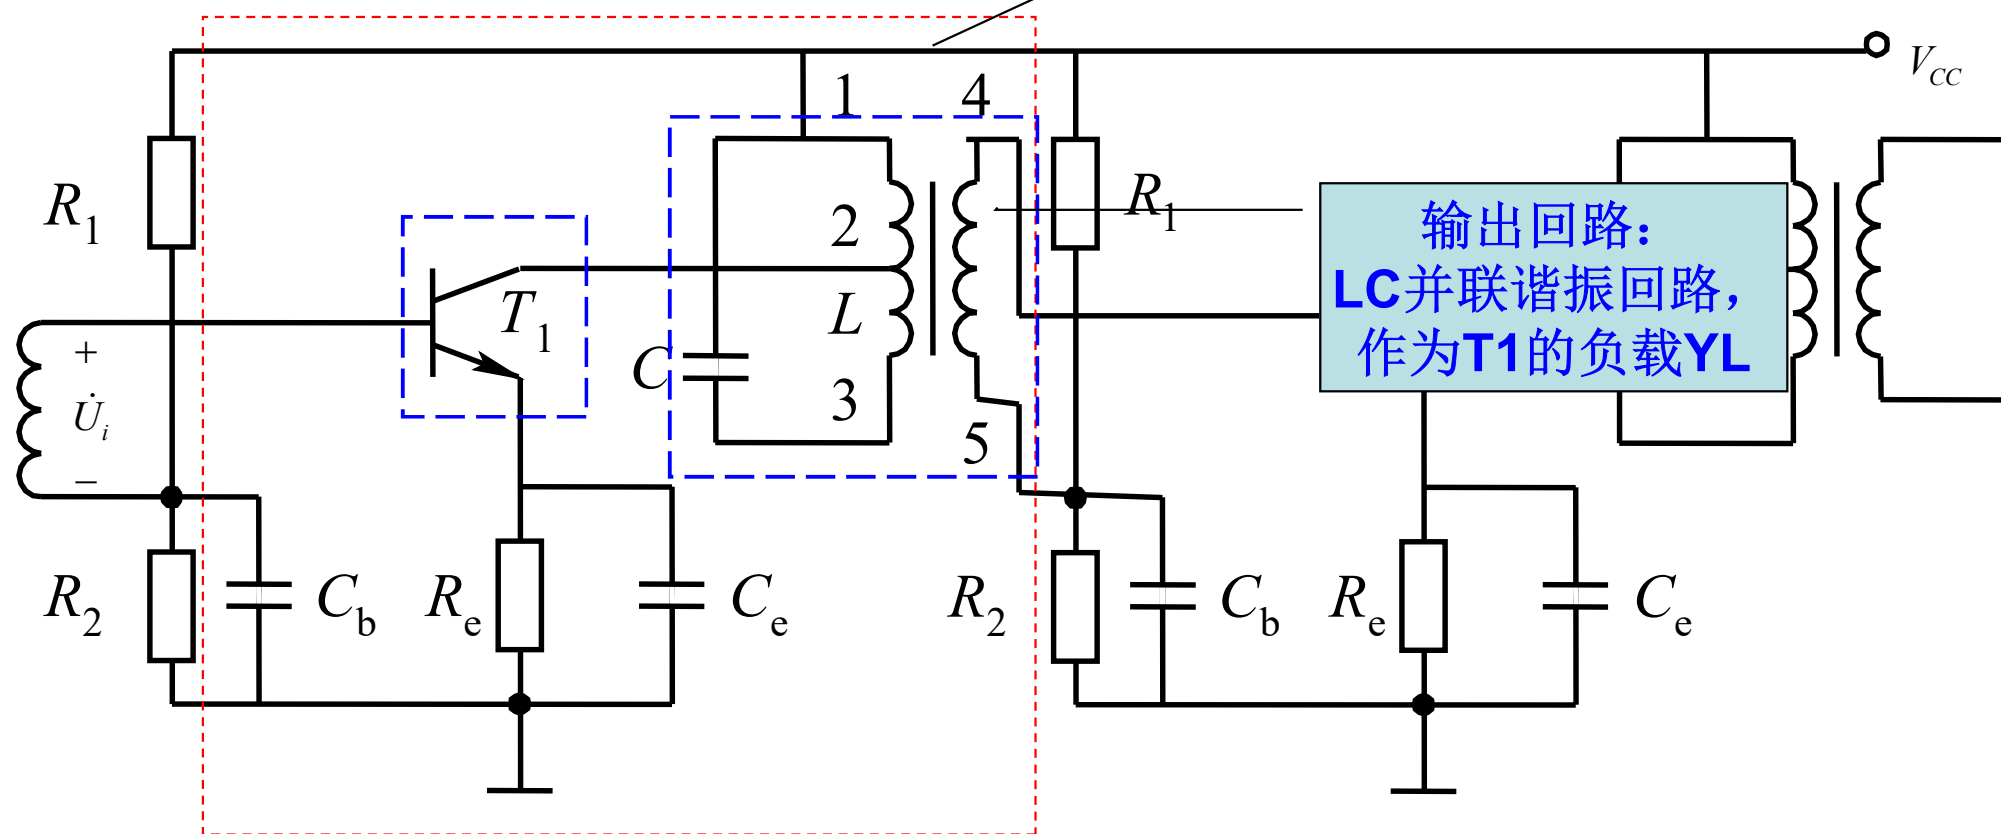 V_CC
1
4
R_1
2
R_1
输出回路:
LC并联谐振回路,
作为T1的负载YL
T_1
L
+
C
U̇_i
3
5
−
R_2
C_b
R_e
C_e
R_2
C_b
R_e
C_e